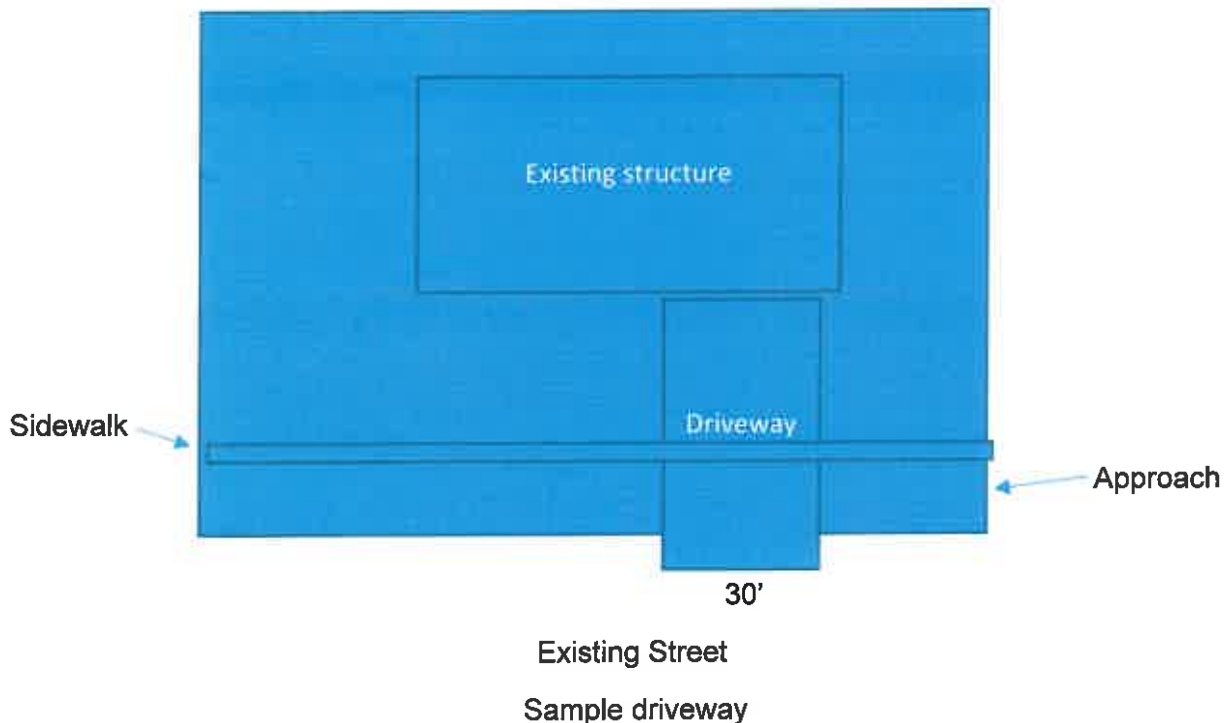 Existing structure
Driveway
Sidewalk
Approach
30’
Existing Street
Sample driveway